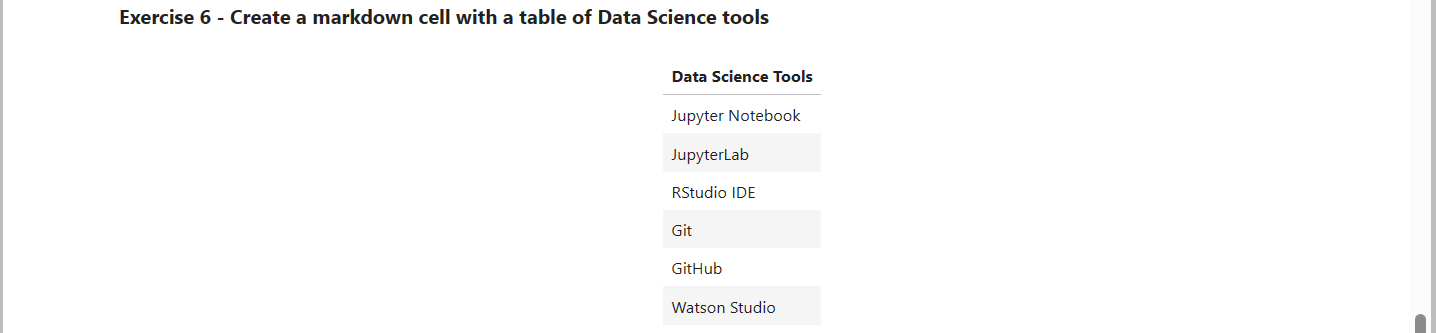 Exercise 6 - Create a markdown cell with a table of Data Science tools
Data Science Tools
Jupyter Notebook
JupyterLab
RStudio IDE
Git
GitHub
Watson Studio